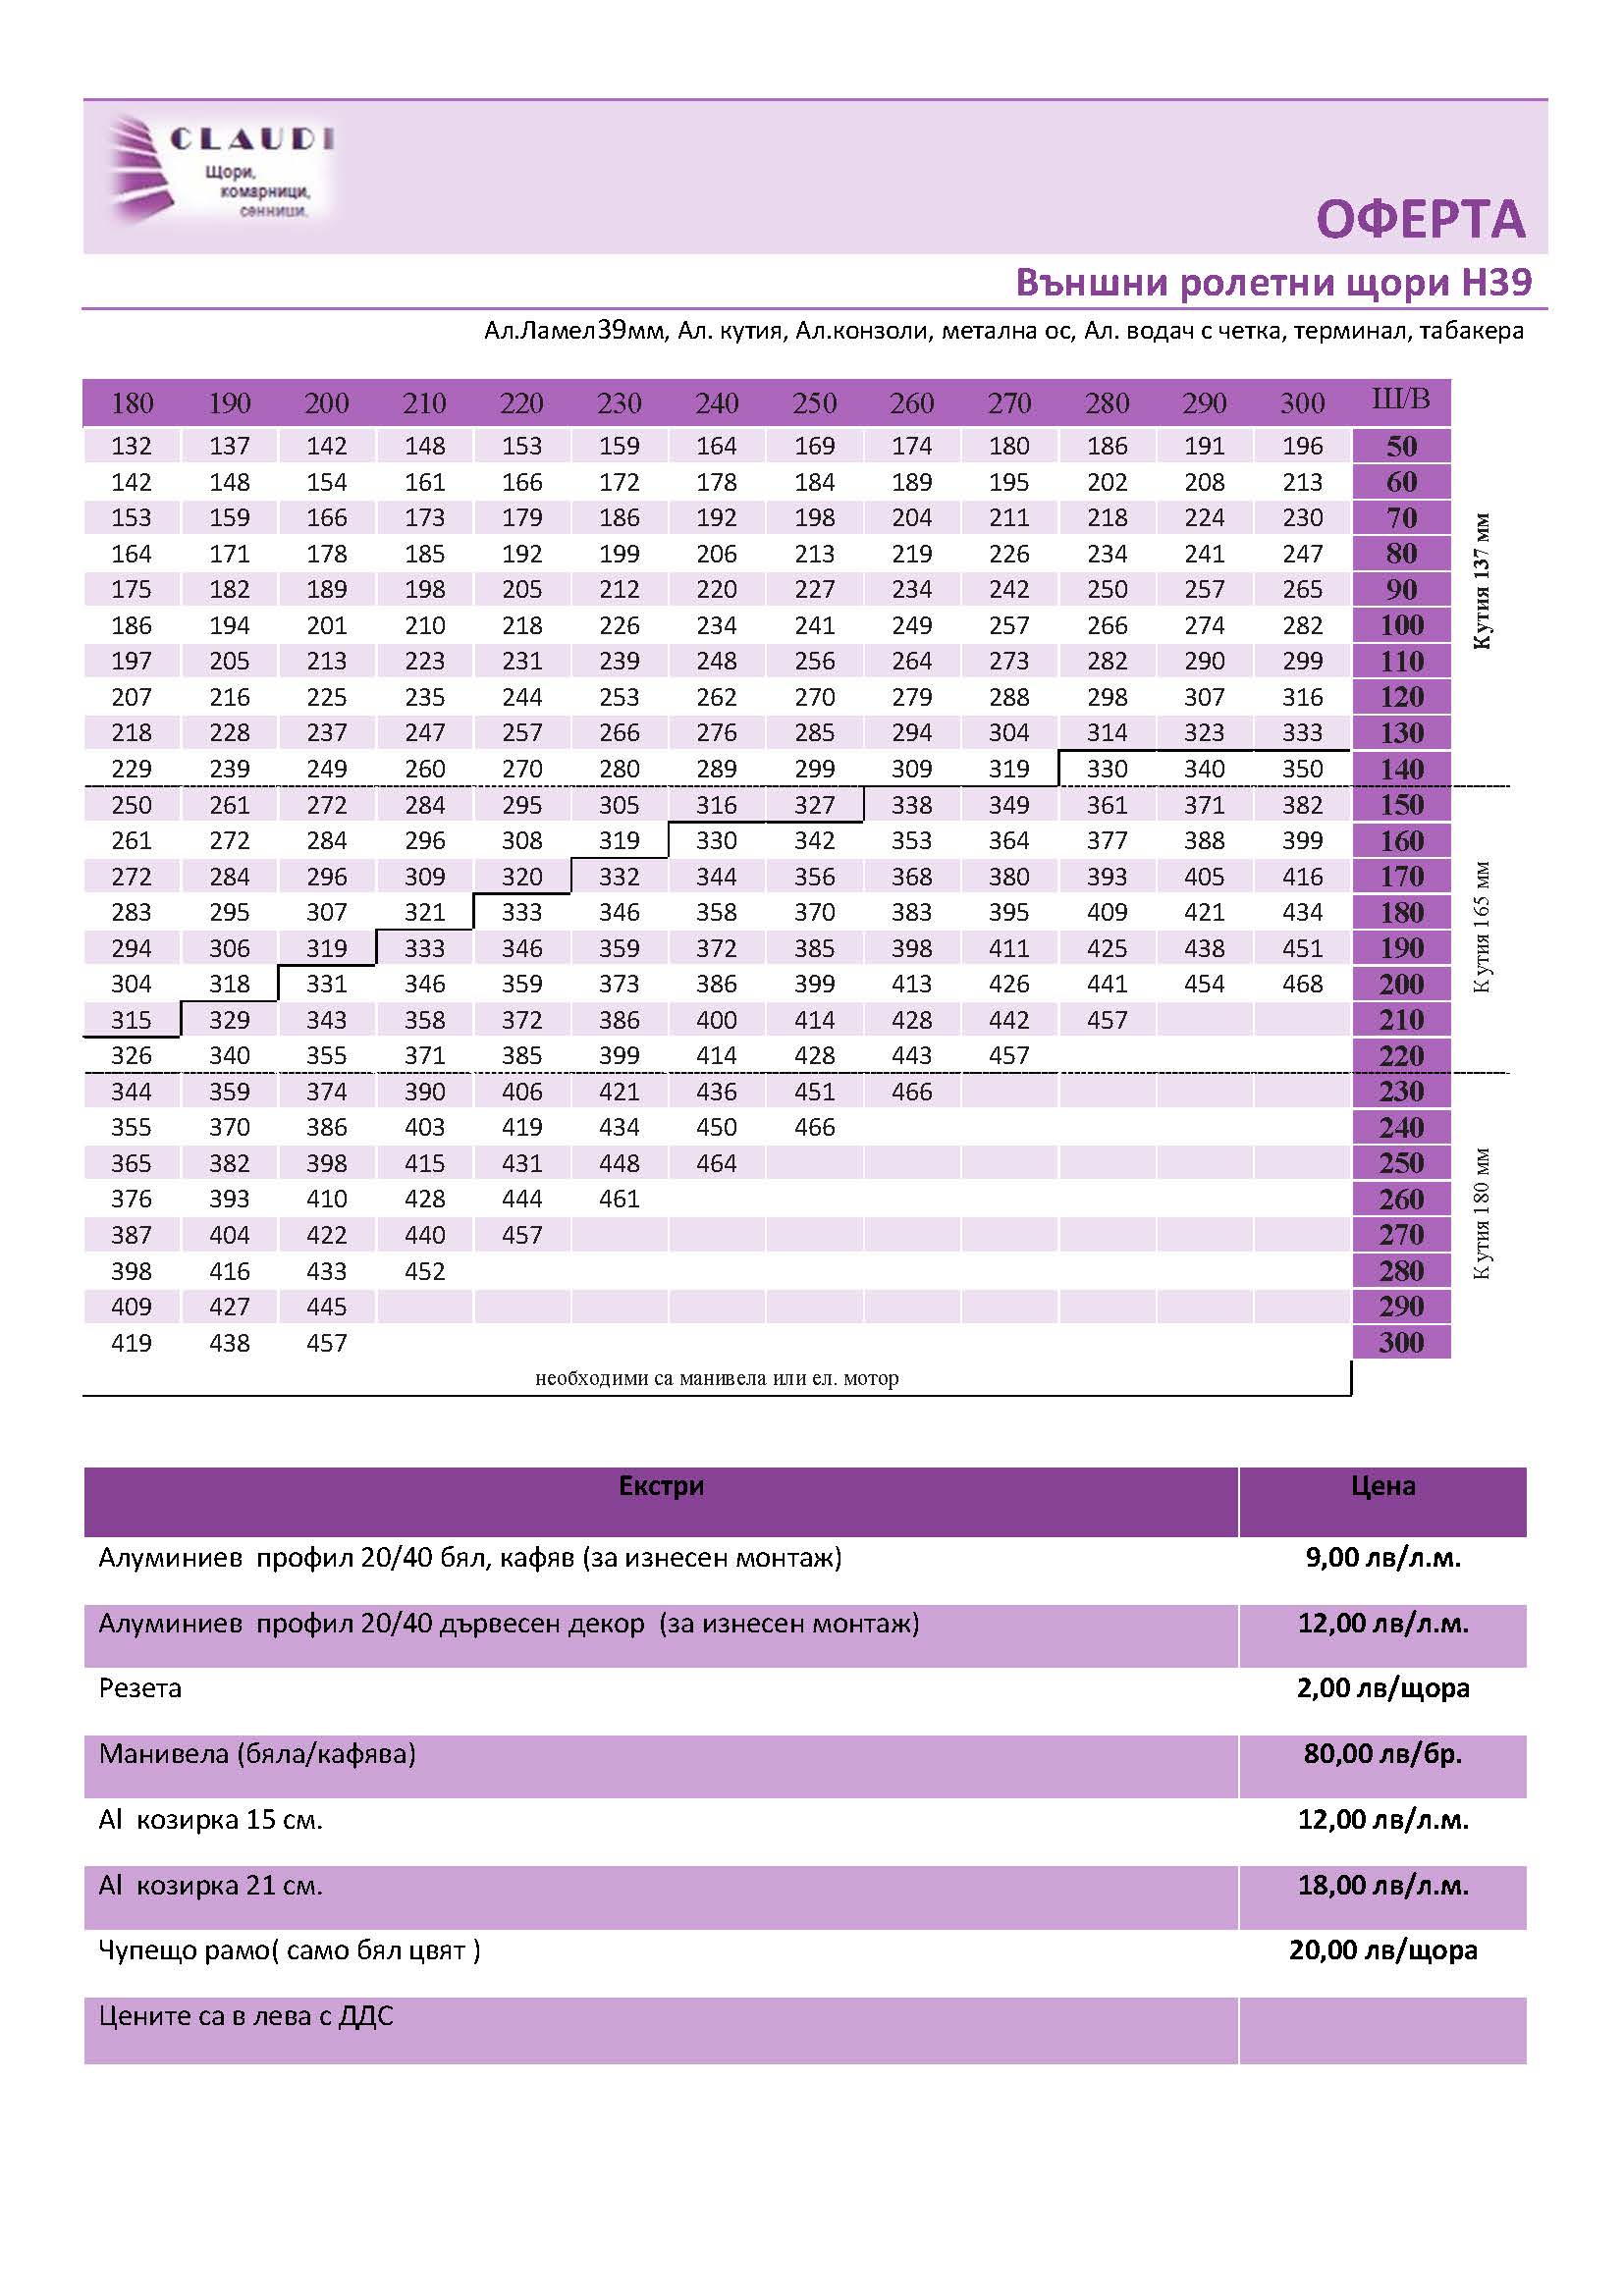 CLAUDI
Щори,
комарници,
сенници.
ОФЕРТА
Външни ролетни щори Н39
Ал.Ламел39мм, Ал. кутия, Ал.конзоли, метална ос, Ал. водач с четка, терминал, табакера
180 190 200 210 220 230 240 250 260 270 280 290 300 Ш/В
132 137 142 148 153 159 164 169 174 180 186 191 196 50
142 148 154 161 166 172 178 184 189 195 202 208 213 60
153 159 166 173 179 186 192 198 204 211 218 224 230 70
164 171 178 185 192 199 206 213 219 226 234 241 247 80
175 182 189 198 205 212 220 227 234 242 250 257 265 90
186 194 201 210 218 226 234 241 249 257 266 274 282 100
197 205 213 223 231 239 248 256 264 273 282 290 299 110
207 216 225 235 244 253 262 270 279 288 298 307 316 120
218 228 237 247 257 266 276 285 294 304 314 323 333 130
229 239 249 260 270 280 289 299 309 319 330 340 350 140
Кутия 137 мм
250 261 272 284 295 305 316 327 338 349 361 371 382 150
261 272 284 296 308 319 330 342 353 364 377 388 399 160
272 284 296 309 320 332 344 356 368 380 393 405 416 170
283 295 307 321 333 346 358 370 383 395 409 421 434 180
294 306 319 333 346 359 372 385 398 411 425 438 451 190
304 318 331 346 359 373 386 399 413 426 441 454 468 200
315 329 343 358 372 386 400 414 428 442 457 210
326 340 355 371 385 399 414 428 443 457 220
Кутия 165 мм
344 359 374 390 406 421 436 451 466 230
355 370 386 403 419 434 450 466 240
365 382 398 415 431 448 464 250
376 393 410 428 444 461 260
387 404 422 440 457 270
398 416 433 452 280
409 427 445 290
419 438 457 300
Кутия 180 мм
необходими са манивела или ел. мотор
Екстри Цена
Алуминиев профил 20/40 бял, кафяв (за изнесен монтаж) 9,00 лв/л.м.
Алуминиев профил 20/40 дървесен декор (за изнесен монтаж) 12,00 лв/л.м.
Резета 2,00 лв/щора
Манивела (бяла/кафява) 80,00 лв/бр.
Al козирка 15 см. 12,00 лв/л.м.
Al козирка 21 см. 18,00 лв/л.м.
Чупещо рамо( само бял цвят ) 20,00 лв/щора
Цените са в лева с ДДС